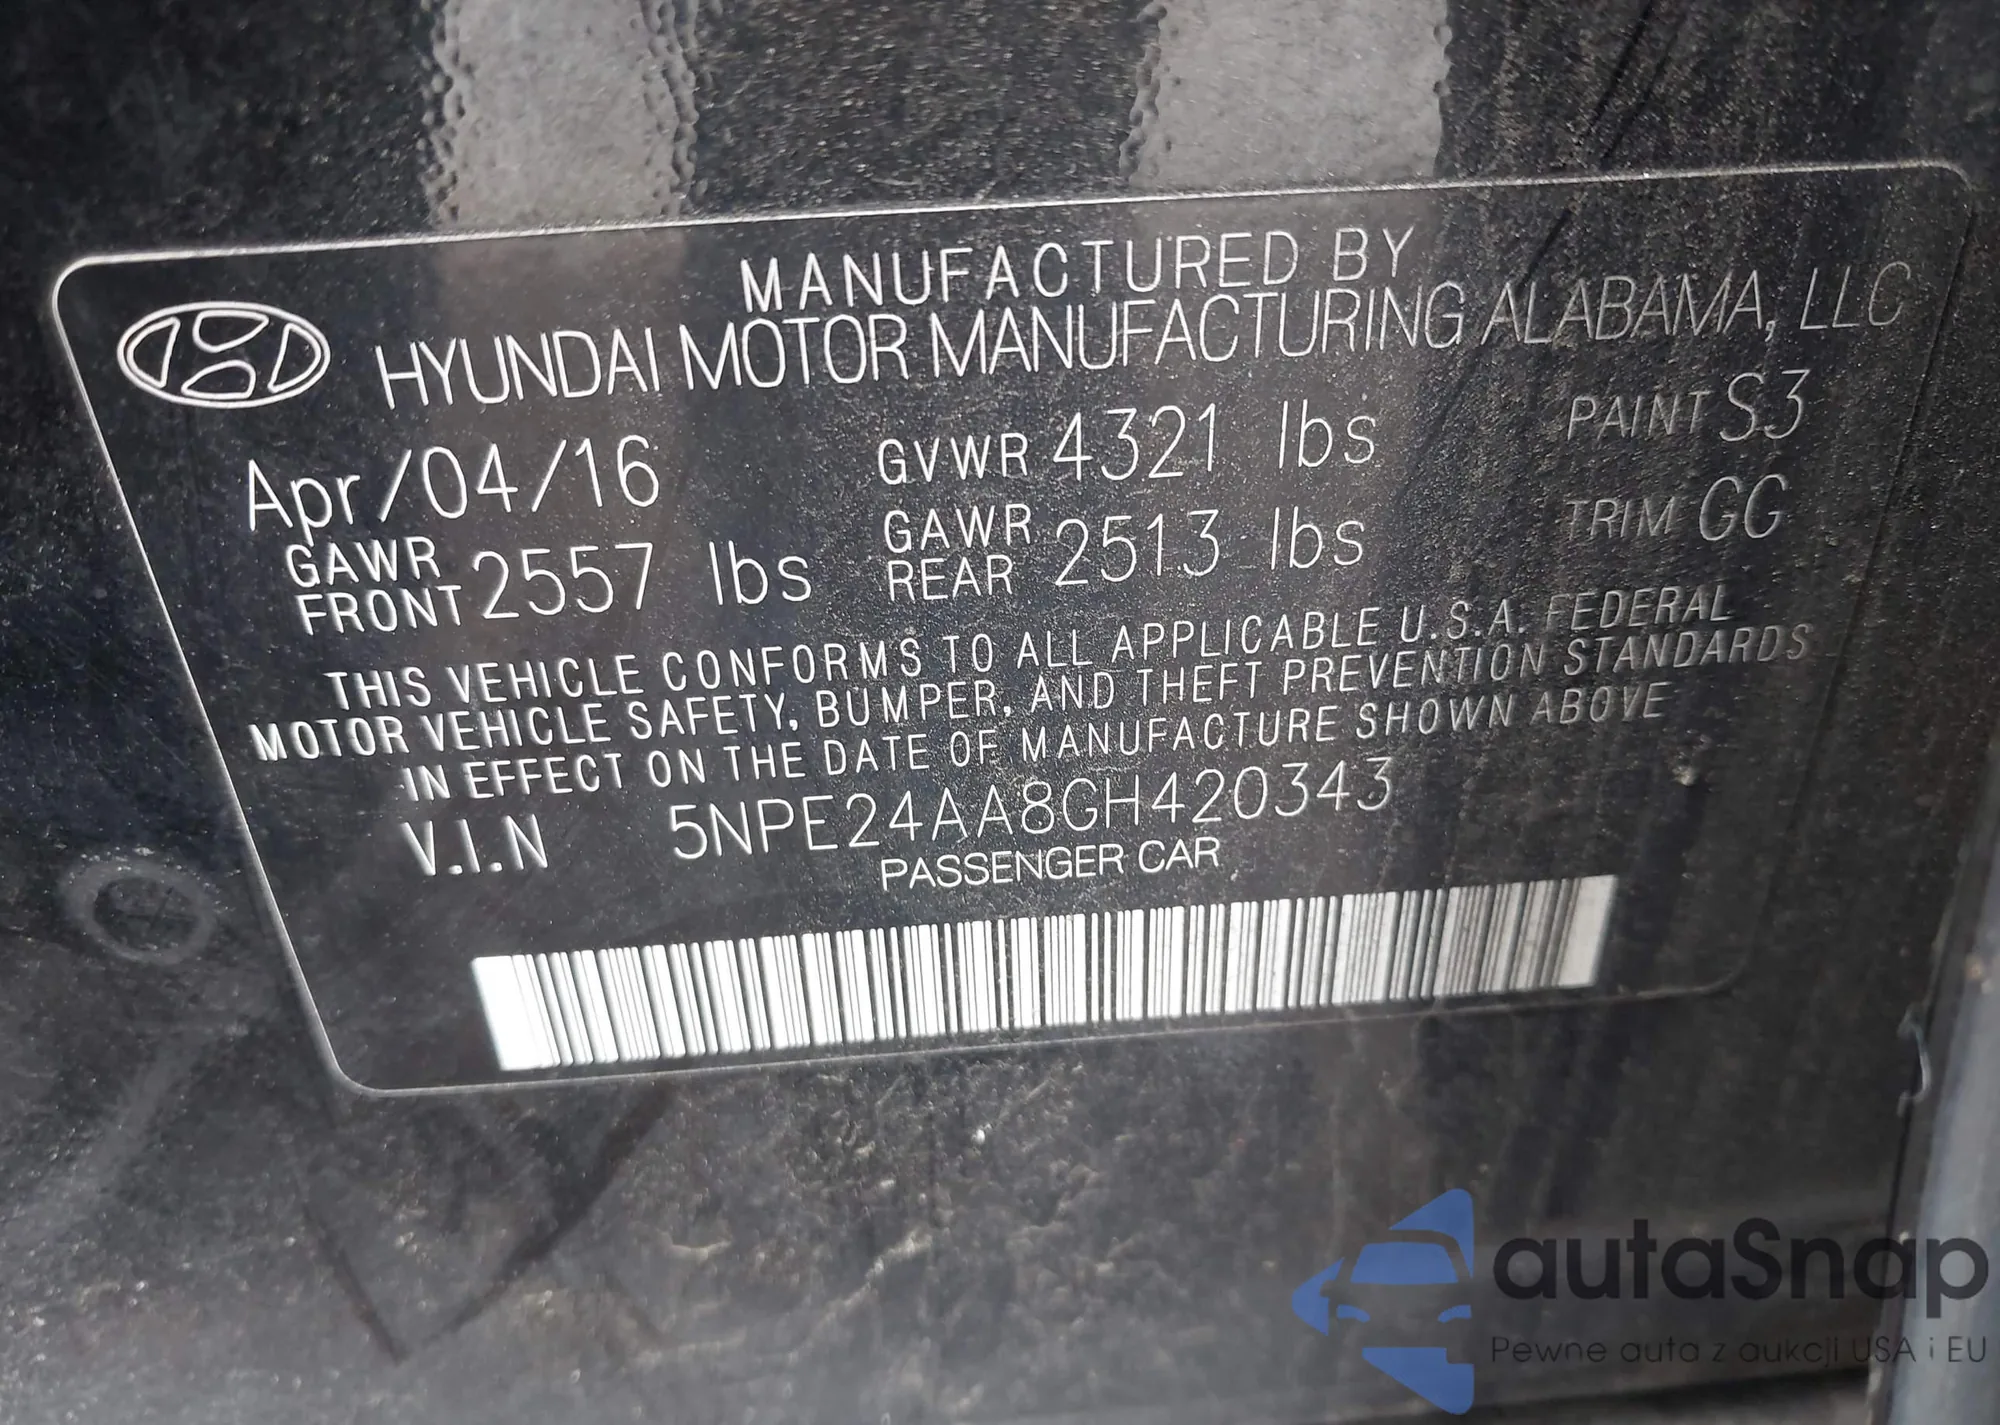 MANUFACTURED BY
HYUNDAI MOTOR MANUFACTURING ALABAMA, LLC
Apr/04/16 GVWR 4321 lbs PAINT S3
GAWR FRONT 2557 lbs GAWR REAR 2513 lbs TRIM GG
THIS VEHICLE CONFORMS TO ALL APPLICABLE U.S.A. FEDERAL
MOTOR VEHICLE SAFETY, BUMPER, AND THEFT PREVENTION STANDARDS
IN EFFECT ON THE DATE OF MANUFACTURE SHOWN ABOVE
V.I.N 5NPE24AA8GH420343
PASSENGER CAR
autaSnap
Pewne auta z aukcji USA i EU